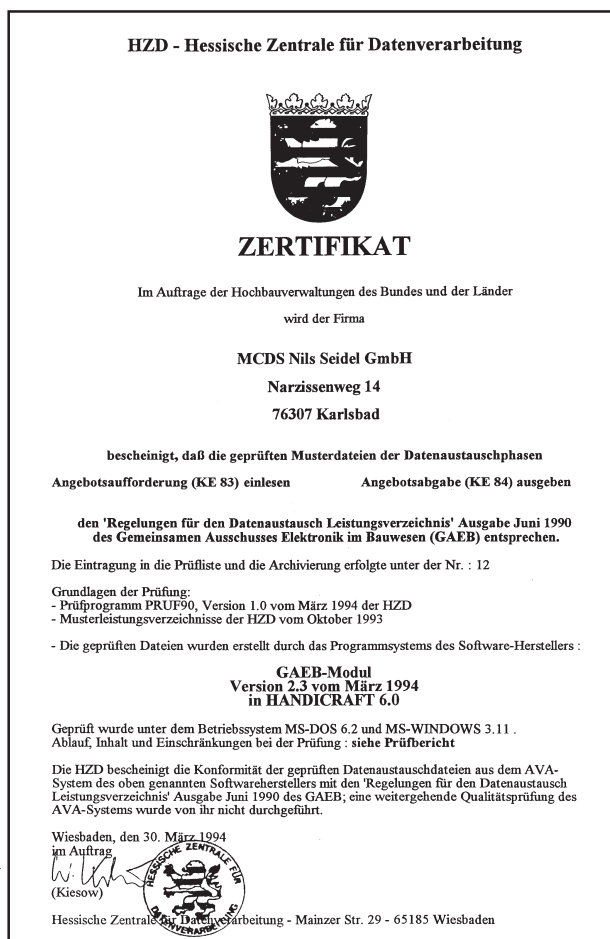 HZD - Hessische Zentrale für Datenverarbeitung
ZERTIFIKAT
Im Auftrage der Hochbauverwaltungen des Bundes und der Länder
wird der Firma
MCDS Nils Seidel GmbH
Narzissenweg 14
76307 Karlsbad
bescheinigt, daß die geprüften Musterdateien der Datenaustauschphasen
Angebotsaufforderung (KE 83) einlesen Angebotsabgabe (KE 84) ausgeben
den 'Regelungen für den Datenaustausch Leistungsverzeichnis' Ausgabe Juni 1990
des Gemeinsamen Ausschusses Elektronik im Bauwesen (GAEB) entsprechen.
Die Eintragung in die Prüfliste und die Archivierung erfolgte unter der Nr. : 12
Grundlagen der Prüfung:
- Prüfprogramm PRUF90, Version 1.0 vom März 1994 der HZD
- Musterleistungsverzeichnisse der HZD vom Oktober 1993
- Die geprüften Dateien wurden erstellt durch das Programmsystems des Software-Herstellers :
GAEB-Modul
Version 2.3 vom März 1994
in HANDICRAFT 6.0
Geprüft wurde unter dem Betriebssystem MS-DOS 6.2 und MS-WINDOWS 3.11 .
Ablauf, Inhalt und Einschränkungen bei der Prüfung : siehe Prüfbericht
Die HZD bescheinigt die Konformität der geprüften Datenaustauschdateien aus dem AVA-
System des oben genannten Softwareherstellers mit den 'Regelungen für den Datenaustausch
Leistungsverzeichnis' Ausgabe Juni 1990 des GAEB; eine weitergehende Qualitätsprüfung des
AVA-Systems wurde von ihr nicht durchgeführt.
Wiesbaden, den 30. März 1994
im Auftrag
(Kiesow)
HESSISCHE ZENTRALE FÜR
DATENVERARBEITUNG
Hessische Zentrale für Datenverarbeitung - Mainzer Str. 29 - 65185 Wiesbaden